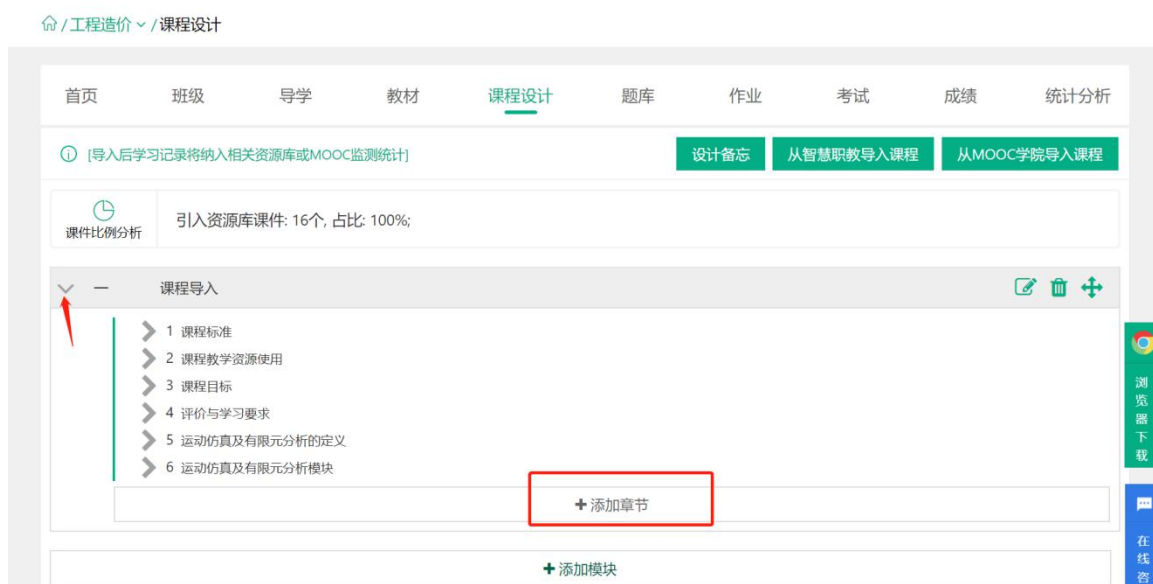 / 工程造价 / 课程设计
首页 班级 导学 教材 课程设计 题库 作业 考试 成绩 统计分析
[导入后学习记录将纳入相关资源库或MOOC监测统计] 设计备忘 从智慧职教导入课程 从MOOC学院导入课程
课件比例分析
引入资源库课件: 16个, 占比: 100%;
课程导入
1 课程标准
2 课程教学资源使用
3 课程目标
4 评价与学习要求
5 运动仿真及有限元分析的定义
6 运动仿真及有限元分析模块
+ 添加章节
+ 添加模块
浏览器下载
在线咨